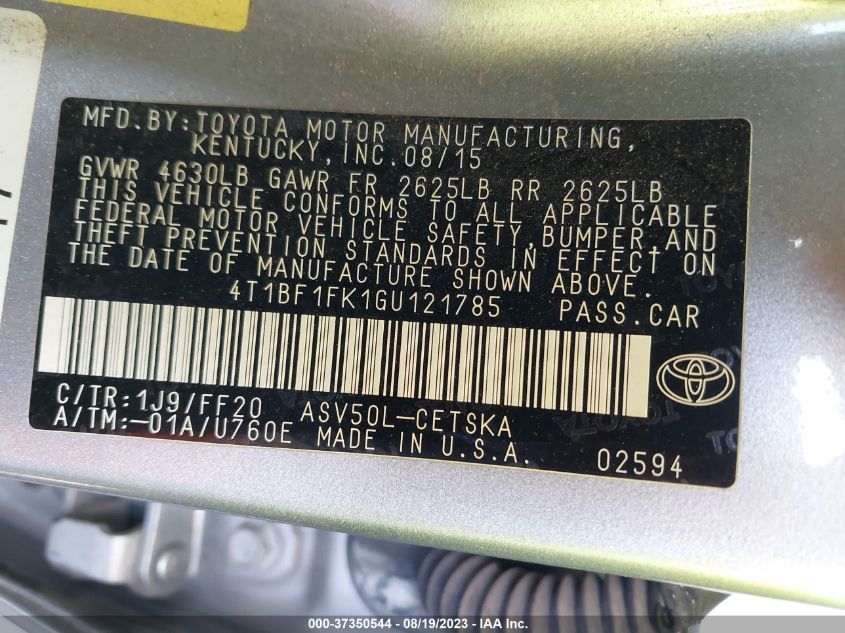 MFD.BY:TOYOTA MOTOR MANUFACTURING,
KENTUCKY, INC.08/15
GVWR 4630LB GAWR FR 2625LB RR 2625LB
THIS VEHICLE CONFORMS TO ALL APPLICABLE
FEDERAL MOTOR VEHICLE SAFETY,BUMPER,AND
THEFT PREVENTION STANDARDS IN EFFECT ON
THE DATE OF MANUFACTURE SHOWN ABOVE.
4T1BF1FK1GU121785 PASS.CAR
C/TR:1J9/FF20 ASV50L-CETSKA
A/TM:-01A/U760E MADE IN U.S.A. 02594
000-37350544 - 08/19/2023 - IAA Inc.